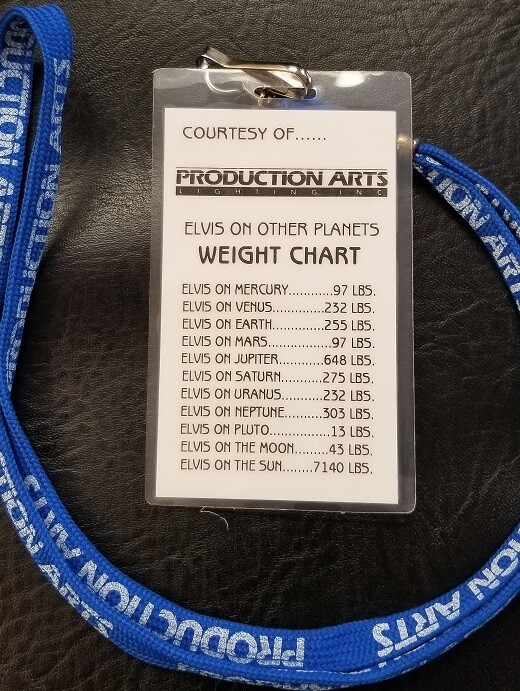 COURTESY OF......
PRODUCTION ARTS
LIGHTING, INC
ELVIS ON OTHER PLANETS
WEIGHT CHART
ELVIS ON MERCURY............97 LBS.
ELVIS ON VENUS..............232 LBS.
ELVIS ON EARTH..............255 LBS.
ELVIS ON MARS.................97 LBS.
ELVIS ON JUPITER............648 LBS.
ELVIS ON SATURN...........275 LBS.
ELVIS ON URANUS...........232 LBS.
ELVIS ON NEPTUNE..........303 LBS.
ELVIS ON PLUTO................13 LBS.
ELVIS ON THE MOON.........43 LBS.
ELVIS ON THE SUN........7140 LBS.
PRODUCTION ARTS
PRODUCTION ARTS
PRODUCTION ARTS